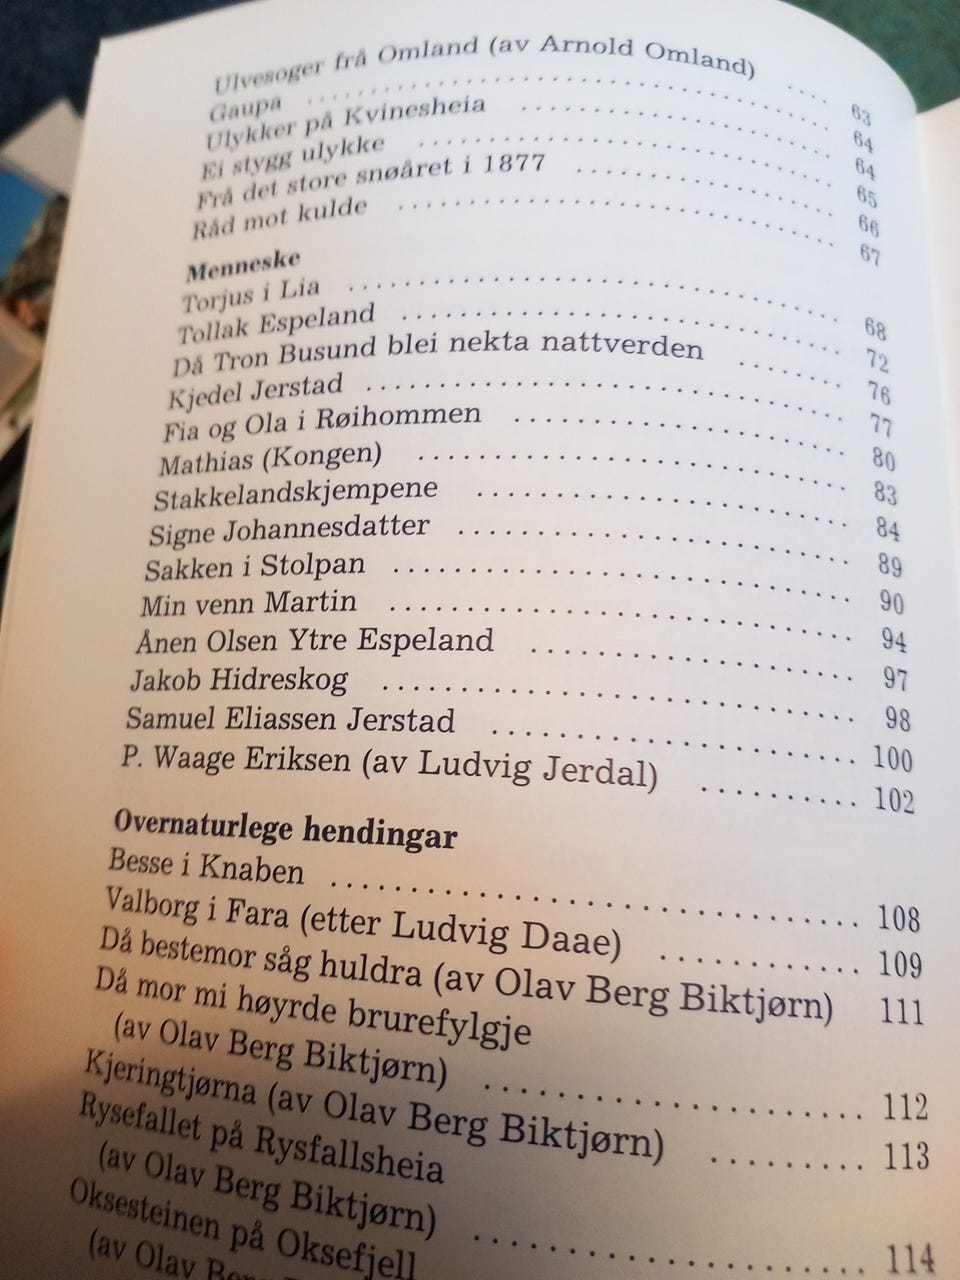 Ulvesoger frå Omland (av Arnold Omland) .... 63
Gaupa .... 64
Ulykker på Kvinesheia .... 64
Ei stygg ulykke .... 65
Frå det store snøåret i 1877 .... 66
Råd mot kulde .... 67
Menneske
Torjus i Lia .... 68
Tollak Espeland .... 72
Då Tron Busund blei nekta nattverden .... 76
Kjedel Jerstad .... 77
Fia og Ola i Røihommen .... 80
Mathias (Kongen) .... 83
Stakkelandskjempene .... 84
Signe Johannesdatter .... 89
Sakken i Stolpan .... 90
Min venn Martin .... 94
Ånen Olsen Ytre Espeland .... 97
Jakob Hidreskog .... 98
Samuel Eliassen Jerstad .... 100
P. Waage Eriksen (av Ludvig Jerdal) .... 102
Overnaturlege hendingar
Besse i Knaben .... 108
Valborg i Fara (etter Ludvig Daae) .... 109
Då bestemor såg huldra (av Olav Berg Biktjørn) 111
Då mor mi høyrde brurefylgje
(av Olav Berg Biktjørn) .... 112
Kjeringtjørna (av Olav Berg Biktjørn) .... 113
Rysefallet på Rysfallsheia
(av Olav Berg Biktjørn) .... 114
Oksesteinen på Oksefjell
(av Olav Berg